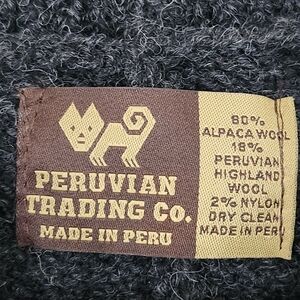 PERUVIAN
TRADING CO.
MADE IN PERU
80%
ALPACA WOOL
18%
PERUVIAN
HIGHLAND
WOOL
2% NYLON
DRY CLEAN
MADE IN PERU